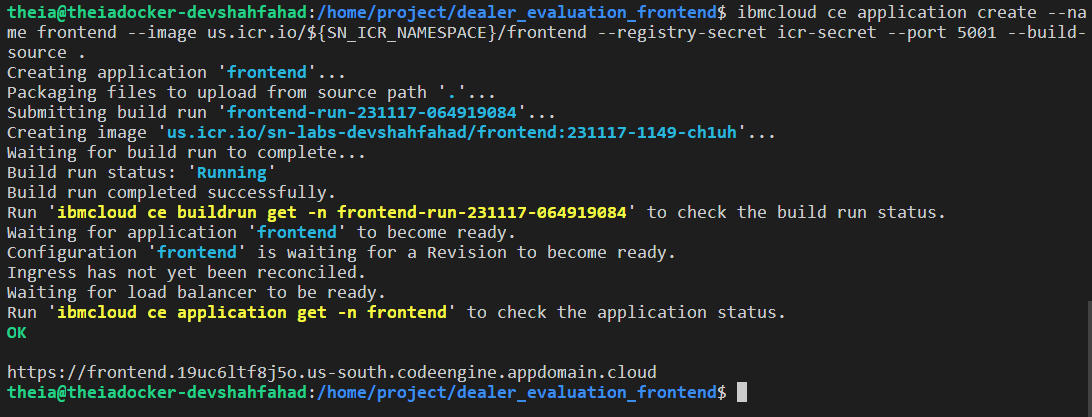 theia@theiadocker-devshahfahad:/home/project/dealer_evaluation_frontend$ ibmcloud ce application create --na
me frontend --image us.icr.io/${SN_ICR_NAMESPACE}/frontend --registry-secret icr-secret --port 5001 --build-
source .
Creating application 'frontend'...
Packaging files to upload from source path '.'...
Submitting build run 'frontend-run-231117-064919084'...
Creating image 'us.icr.io/sn-labs-devshahfahad/frontend:231117-1149-ch1uh'...
Waiting for build run to complete...
Build run status: 'Running'
Build run completed successfully.
Run 'ibmcloud ce buildrun get -n frontend-run-231117-064919084' to check the build run status.
Waiting for application 'frontend' to become ready.
Configuration 'frontend' is waiting for a Revision to become ready.
Ingress has not yet been reconciled.
Waiting for load balancer to be ready.
Run 'ibmcloud ce application get -n frontend' to check the application status.
OK
https://frontend.19uc6ltf8j5o.us-south.codeengine.appdomain.cloud
theia@theiadocker-devshahfahad:/home/project/dealer_evaluation_frontend$